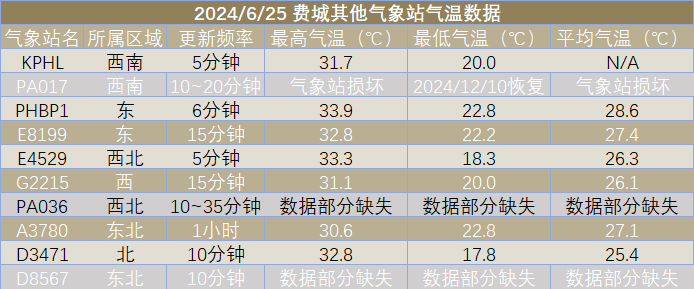 2024/6/25 费城其他气象站气温数据
气象站名 所属区域 更新频率 最高气温（℃） 最低气温（℃） 平均气温（℃）
KPHL 西南 5分钟 31.7 20.0 N/A
PA017 西南 10~20分钟 气象站损坏 2024/12/10恢复 气象站损坏
PHBP1 东 6分钟 33.9 22.8 28.6
E8199 东 15分钟 32.8 22.2 27.4
E4529 西北 5分钟 33.3 18.3 26.3
G2215 西 15分钟 31.1 20.0 26.1
PA036 西北 10~35分钟 数据部分缺失 数据部分缺失 数据部分缺失
A3780 东北 1小时 30.6 22.8 27.1
D3471 北 10分钟 32.8 17.8 25.4
D8567 东北 10分钟 数据部分缺失 数据部分缺失 数据部分缺失